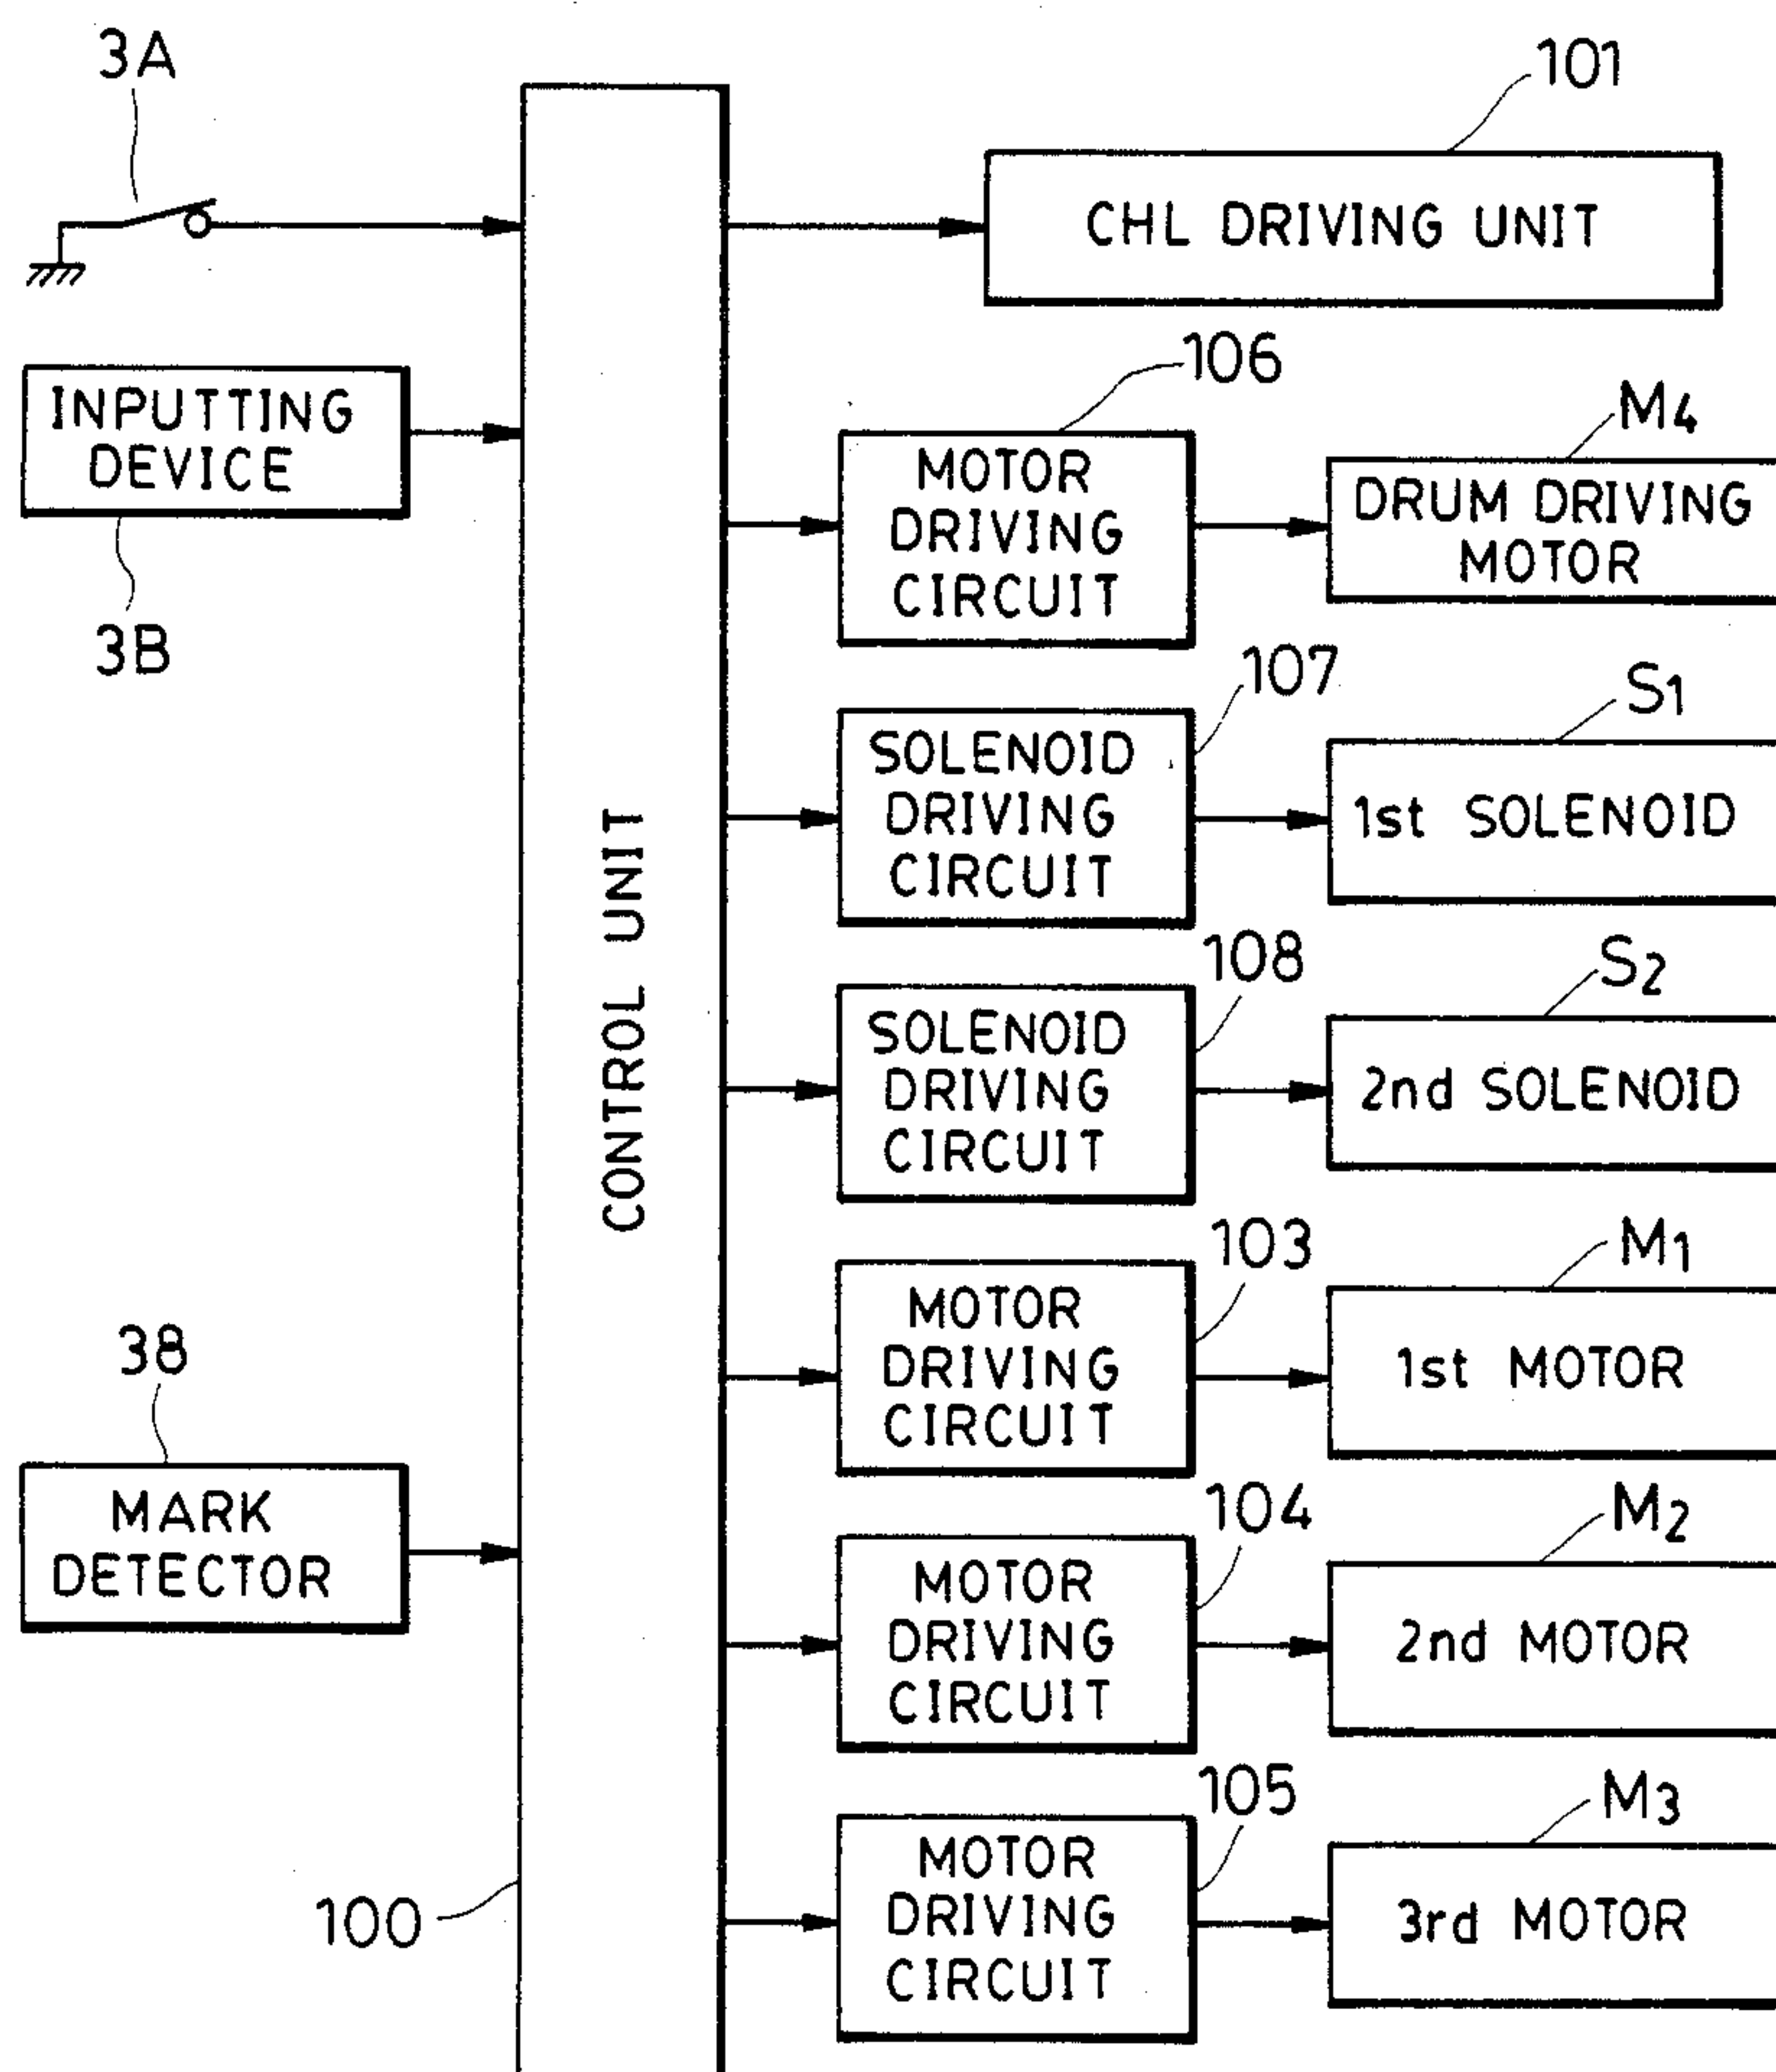 3A
101
CHL DRIVING UNIT
INPUTTING
DEVICE
3B
106
MOTOR
DRIVING
CIRCUIT
M4
DRUM DRIVING
MOTOR
107
SOLENOID
DRIVING
CIRCUIT
S1
1st SOLENOID
CONTROL UNIT
108
SOLENOID
DRIVING
CIRCUIT
S2
2nd SOLENOID
103
MOTOR
DRIVING
CIRCUIT
M1
1st MOTOR
38
MARK
DETECTOR
104
MOTOR
DRIVING
CIRCUIT
M2
2nd MOTOR
100
105
MOTOR
DRIVING
CIRCUIT
M3
3rd MOTOR